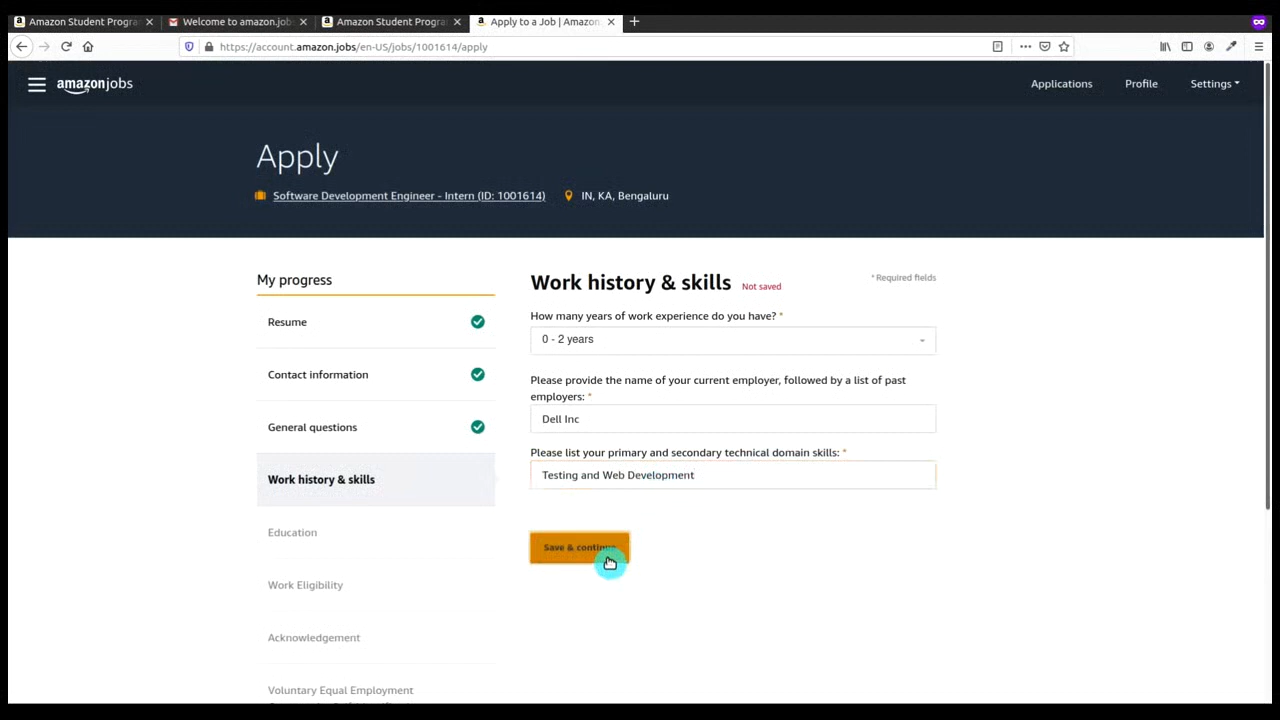 Amazon Student Progra
Welcome to amazon.job
Amazon Student Progra
Apply to a Job | Amazon
https://account.amazon.jobs/en-US/jobs/1001614/apply
amazonjobs
Applications
Profile
Settings
Apply
Software Development Engineer - Intern (ID: 1001614)
IN, KA, Bengaluru
My progress
Resume
Contact information
General questions
Work history & skills
Education
Work Eligibility
Acknowledgement
Voluntary Equal Employment
Work history & skills Not saved
* Required fields
How many years of work experience do you have? *
0 - 2 years
Please provide the name of your current employer, followed by a list of past
employers: *
Dell Inc
Please list your primary and secondary technical domain skills: *
Testing and Web Development
Save & continue